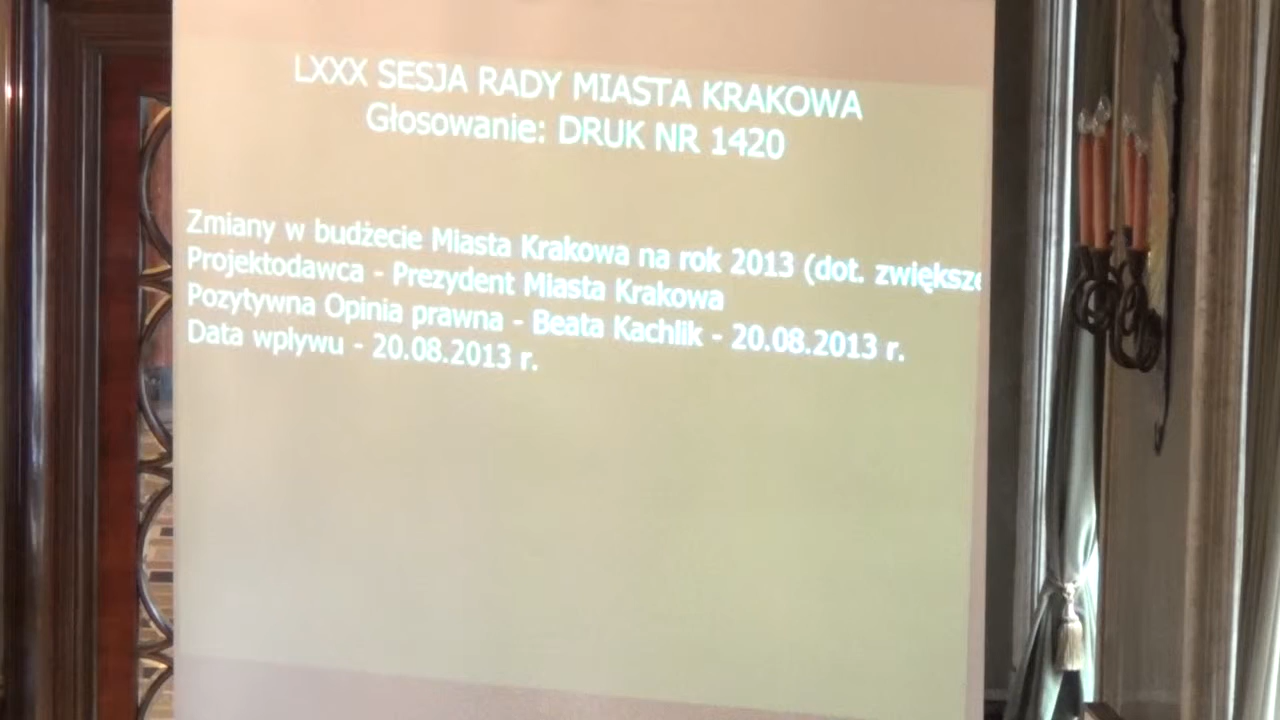 LXXX SESJA RADY MIASTA KRAKOWA
Głosowanie: DRUK NR 1420
Zmiany w budżecie Miasta Krakowa na rok 2013 (dot. zwiększe
Projektodawca - Prezydent Miasta Krakowa
Pozytywna Opinia prawna - Beata Kachlik - 20.08.2013 r.
Data wpływu - 20.08.2013 r.